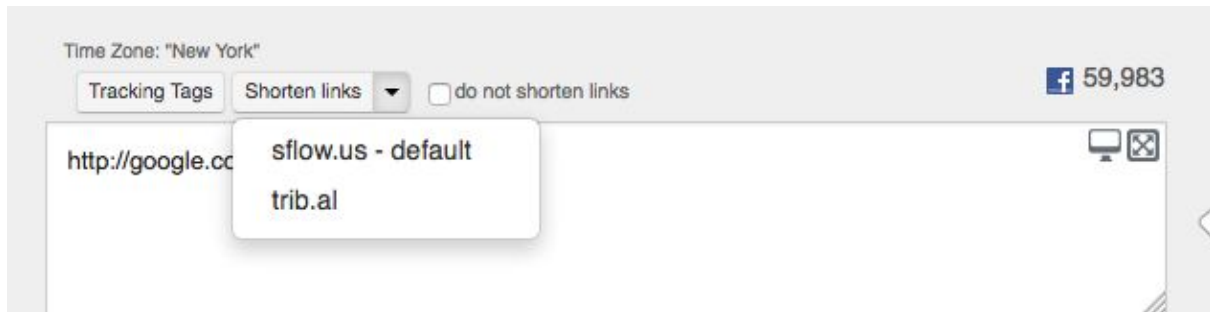 Time Zone: "New York"
Tracking Tags Shorten links do not shorten links 59,983
sflow.us - default
http://google.co
trib.al